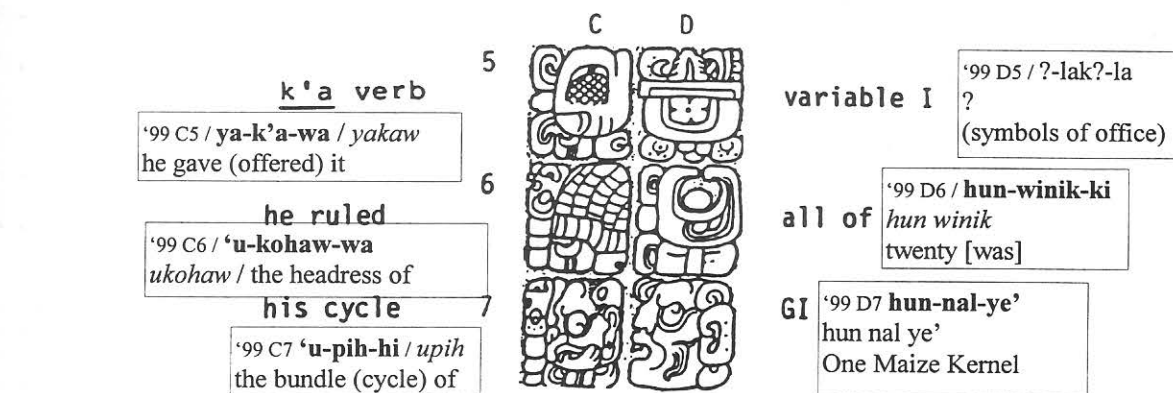 C D
5
k'a verb
‘99 C5 / ya-k’a-wa / yakaw
he gave (offered) it
variable I
‘99 D5 / ?-lak?-la
?
(symbols of office)
6
he ruled
‘99 C6 / ‘u-kohaw-wa
ukohaw / the headress of
all of
‘99 D6 / hun-winik-ki
hun winik
twenty [was]
his cycle
7
‘99 C7 ‘u-pih-hi / upih
the bundle (cycle) of
GI
‘99 D7 hun-nal-ye’
hun nal ye’
One Maize Kernel